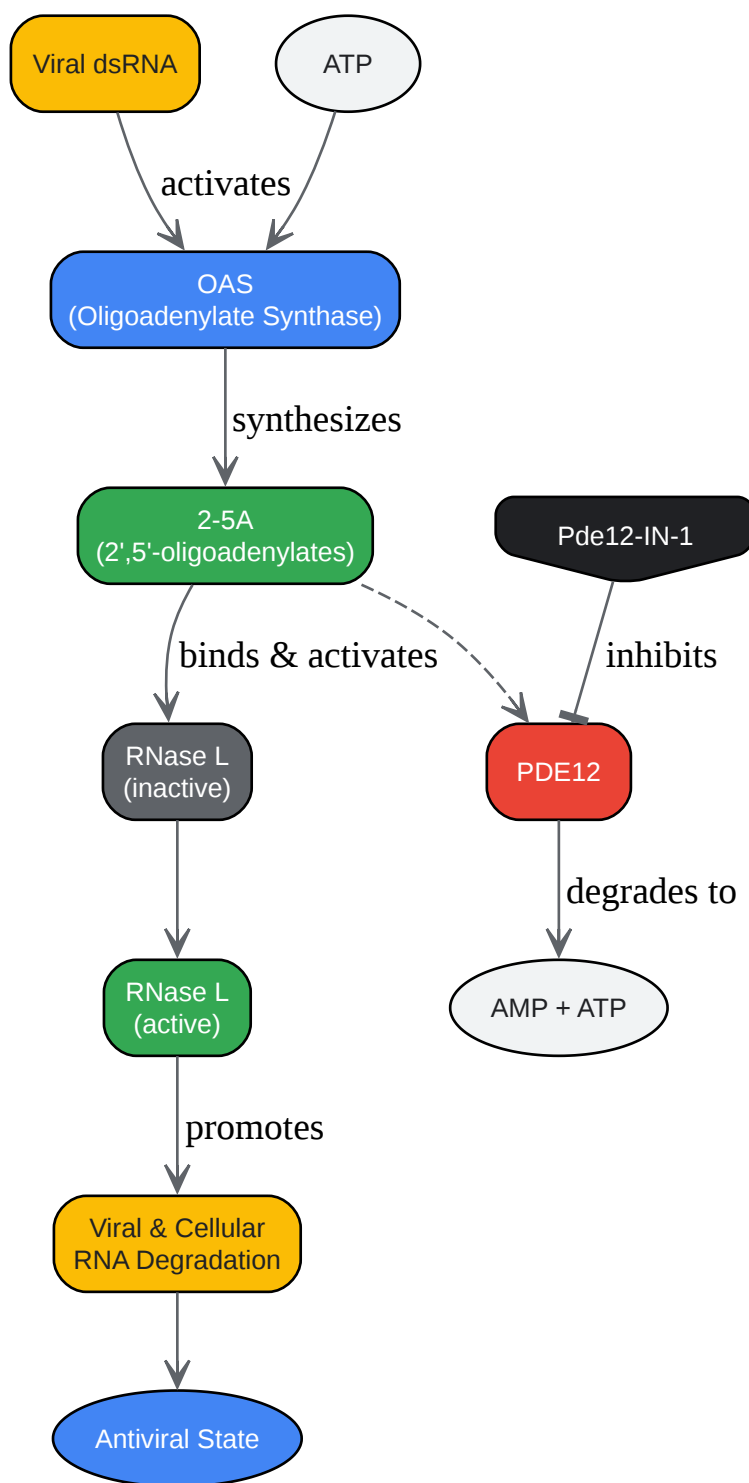 Viral dsRNA
ATP
activates
OAS
(Oligoadenylate Synthase)
synthesizes
2-5A
(2',5'-oligoadenylates)
Pde12-IN-1
binds & activates
inhibits
RNase L
(inactive)
PDE12
degrades to
RNase L
(active)
AMP + ATP
promotes
Viral & Cellular
RNA Degradation
Antiviral State